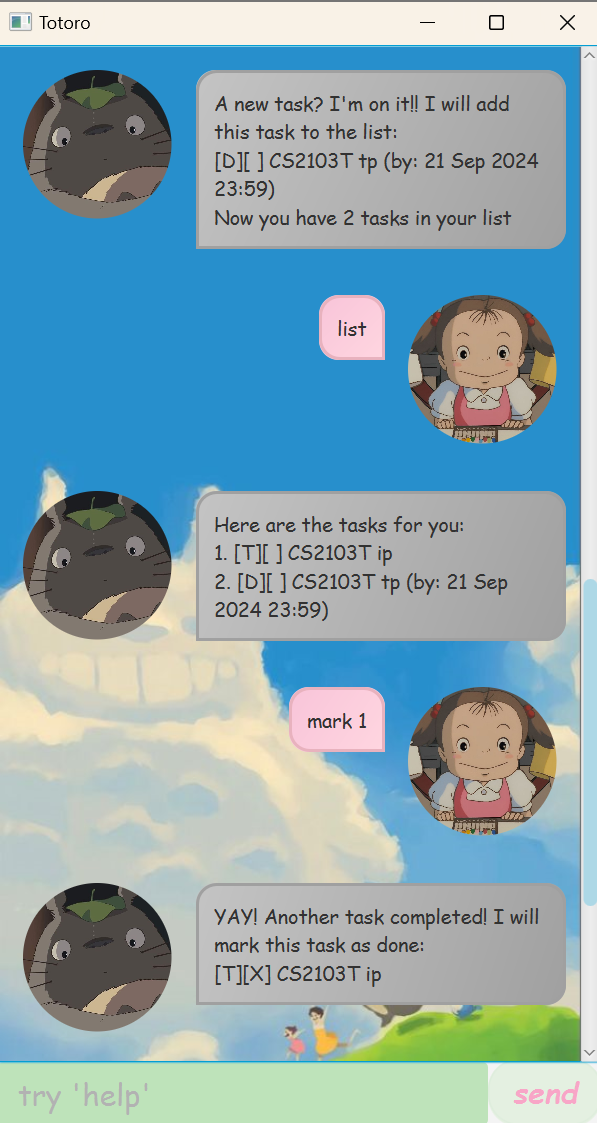 Totoro
A new task? I'm on it!! I will add
this task to the list:
[D][ ] CS2103T tp (by: 21 Sep 2024
23:59)
Now you have 2 tasks in your list
list
Here are the tasks for you:
1. [T][ ] CS2103T ip
2. [D][ ] CS2103T tp (by: 21 Sep
2024 23:59)
mark 1
YAY! Another task completed! I will
mark this task as done:
[T][X] CS2103T ip
try 'help'
send